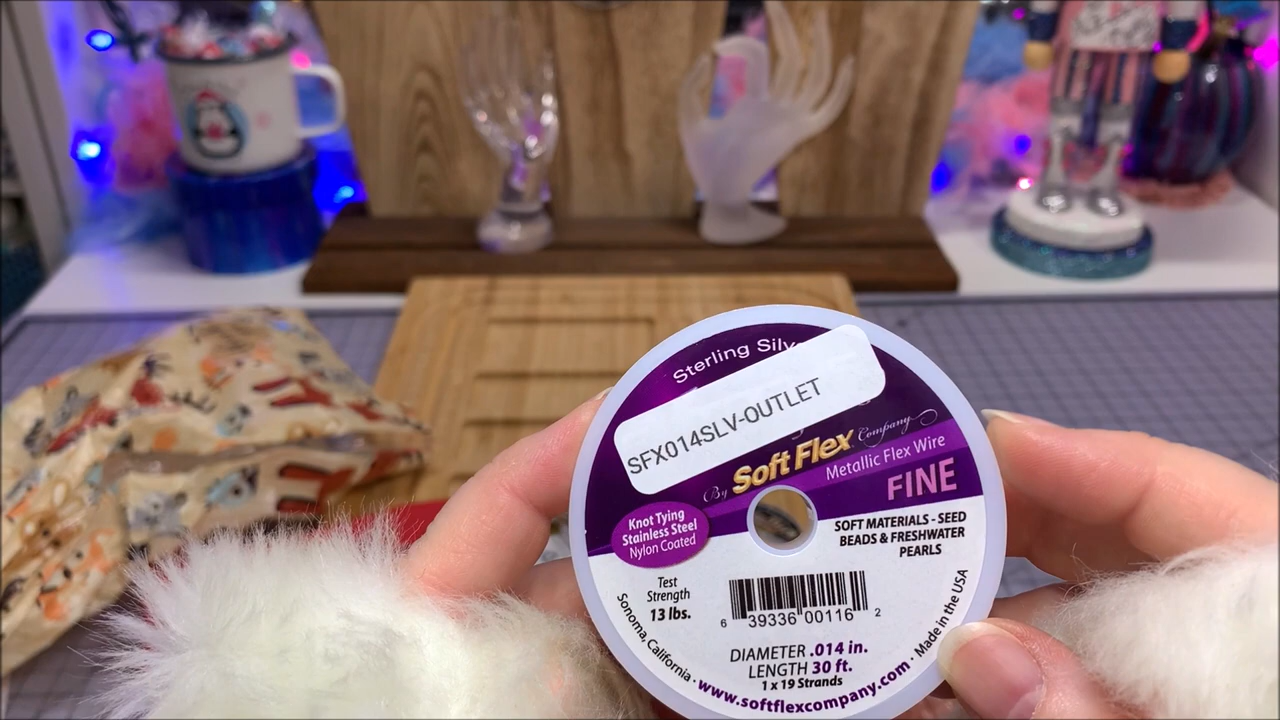 Sterling
SFX014SLV-OUTLET
By Soft Flex Company
Metallic Flex Wire
FINE
Knot Tying
Stainless Steel
Nylon Coated
SOFT MATERIALS - SEED
BEADS & FRESHWATER
PEARLS
Test
Strength
13 lbs.
6 39336 00116 2
DIAMETER .014 in.
LENGTH 30 ft.
1 x 19 Strands
Sonoma, California · www.softflexcompany.com · Made in the USA